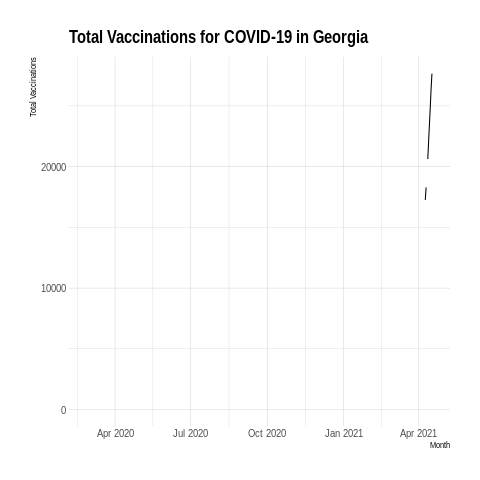 Total Vaccinations for COVID-19 in Georgia
Total Vaccinations
20000
10000
0
Apr 2020 Jul 2020 Oct 2020 Jan 2021 Apr 2021
Month